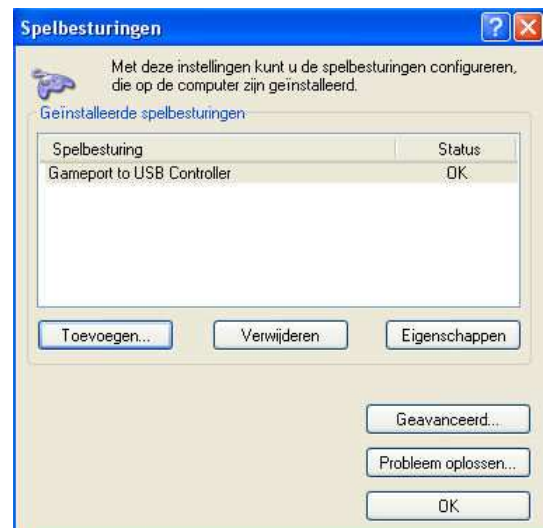 Spelbesturingen
Met deze instellingen kunt u de spelbesturingen configureren,
die op de computer zijn geïnstalleerd.
Geïnstalleerde spelbesturingen
Spelbesturing Status
Gameport to USB Controller OK
Toevoegen... Verwijderen Eigenschappen
Geavanceerd...
Probleem oplossen...
OK